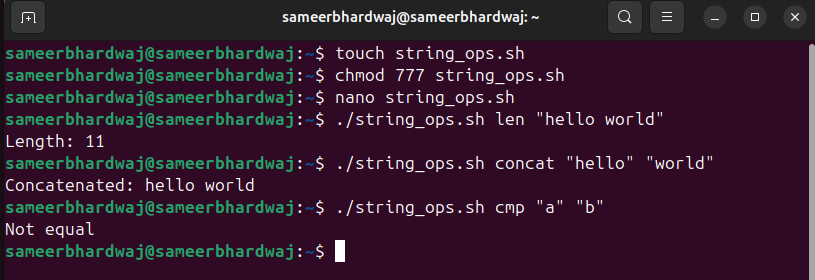 sameerbhardwaj@sameerbhardwaj: ~
sameerbhardwaj@sameerbhardwaj:~$ touch string_ops.sh
sameerbhardwaj@sameerbhardwaj:~$ chmod 777 string_ops.sh
sameerbhardwaj@sameerbhardwaj:~$ nano string_ops.sh
sameerbhardwaj@sameerbhardwaj:~$ ./string_ops.sh len "hello world"
Length: 11
sameerbhardwaj@sameerbhardwaj:~$ ./string_ops.sh concat "hello" "world"
Concatenated: hello world
sameerbhardwaj@sameerbhardwaj:~$ ./string_ops.sh cmp "a" "b"
Not equal
sameerbhardwaj@sameerbhardwaj:~$